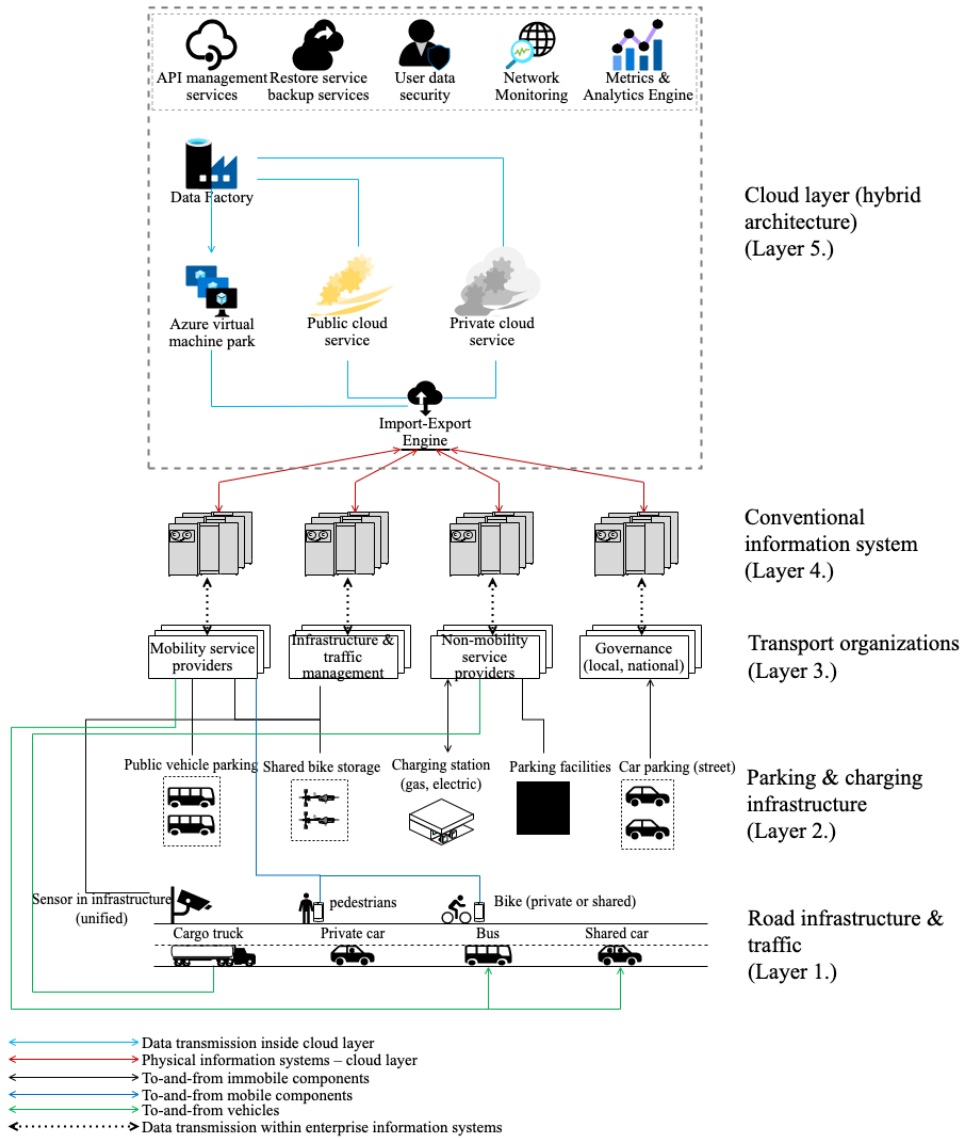 API management
services
Restore service
backup services
User data
security
Network
Monitoring
Metrics &
Analytics Engine
Data Factory
Cloud layer (hybrid
architecture)
(Layer 5.)
Azure virtual
machine park
Public cloud
service
Private cloud
service
Import-Export
Engine
Conventional
information system
(Layer 4.)
Mobility service
providers
Infrastructure &
traffic
management
Non-mobility
service
providers
Governance
(local, national)
Transport organizations
(Layer 3.)
Public vehicle parking
Shared bike storage
Charging station
(gas, electric)
Parking facilities
Car parking (street)
Parking & charging
infrastructure
(Layer 2.)
Sensor in infrastructure
(unified)
pedestrians
Bike (private or shared)
Cargo truck
Private car
Bus
Shared car
Road infrastructure &
traffic
(Layer 1.)
Data transmission inside cloud layer
Physical information systems – cloud layer
To-and-from immobile components
To-and-from mobile components
To-and-from vehicles
Data transmission within enterprise information systems